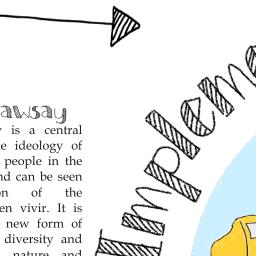 awsay
is a central
ideology of
people in the
nd can be seen
of the
en vivir. It is
new form of
diversity and
nature and
Impleme